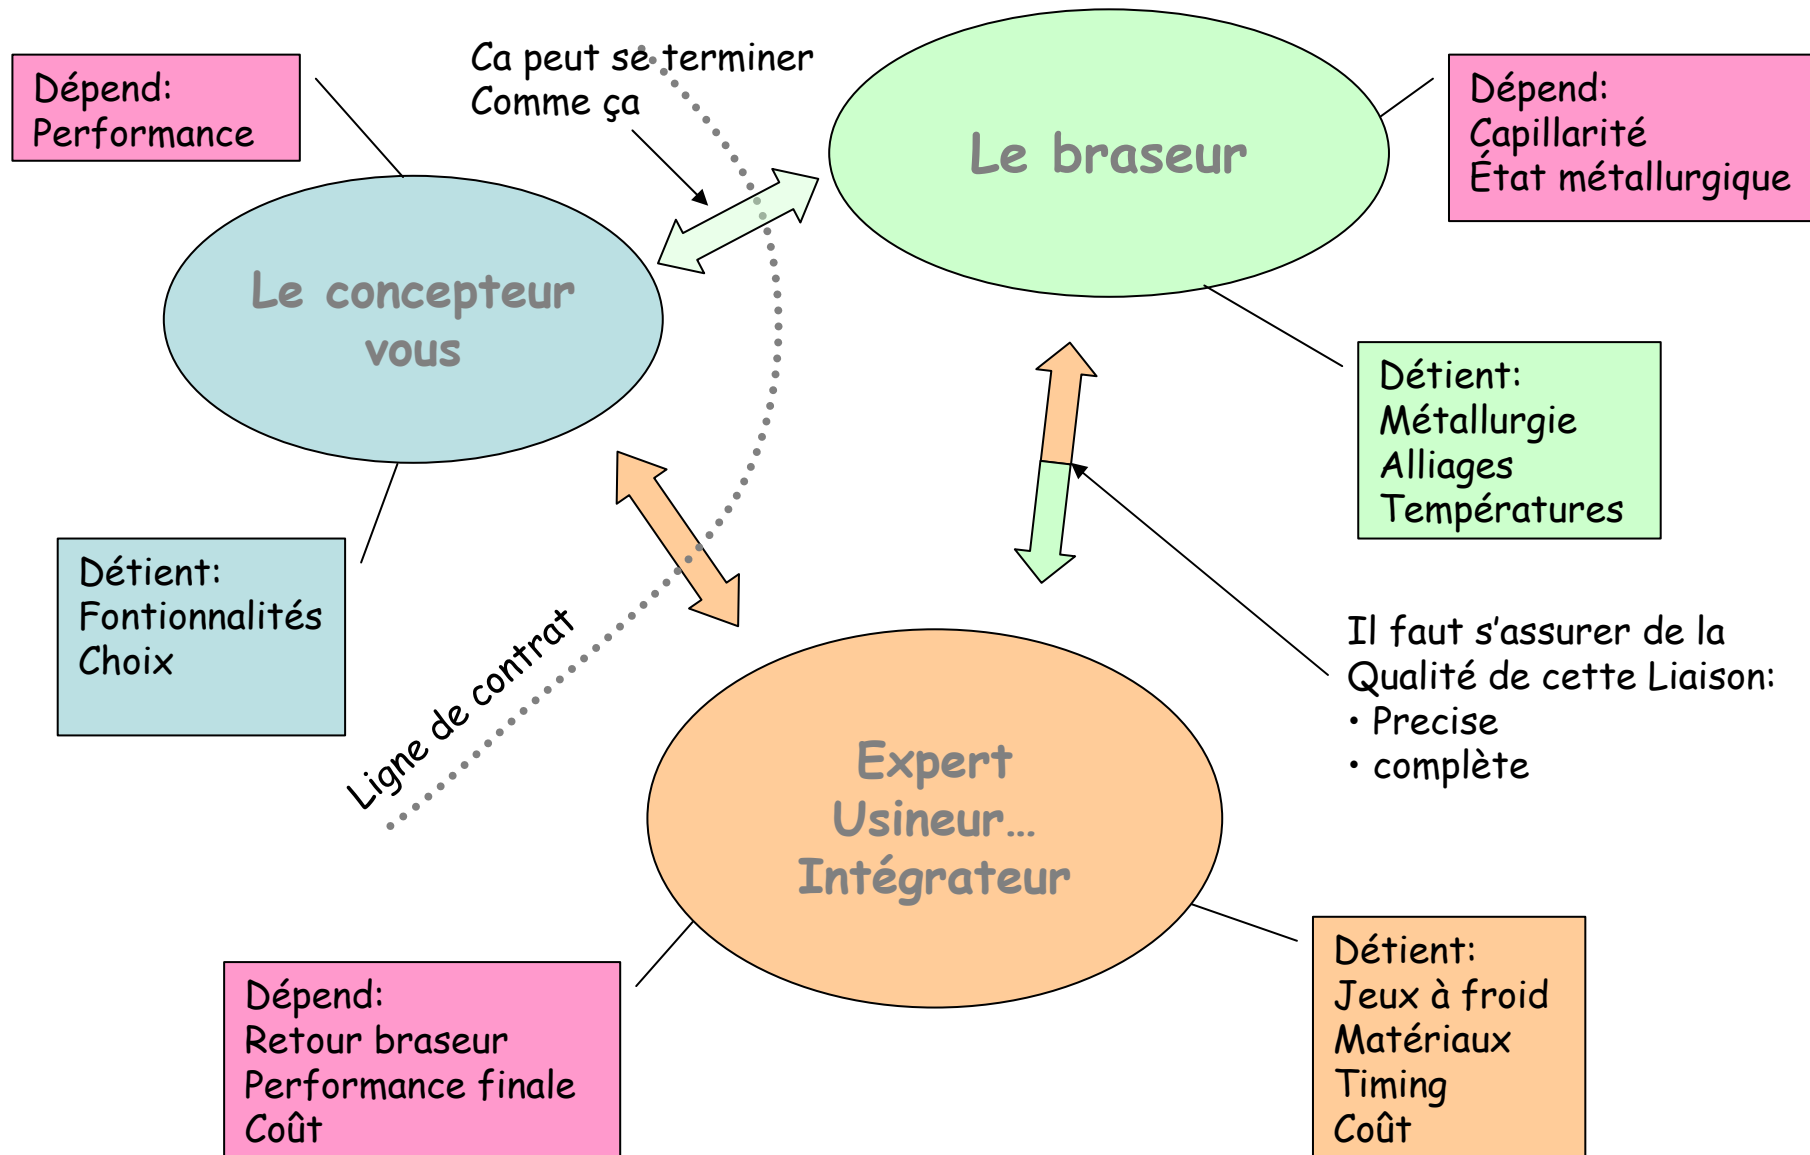 Dépend:
Performance
Ca peut se terminer
Comme ça
Le braseur
Dépend:
Capillarité
État métallurgique
Le concepteur
vous
Détient:
Métallurgie
Alliages
Températures
Détient:
Fontionnalités
Choix
Ligne de contrat
Il faut s'assurer de la
Qualité de cette Liaison:
• Precise
• complète
Expert
Usineur...
Intégrateur
Dépend:
Retour braseur
Performance finale
Coût
Détient:
Jeux à froid
Matériaux
Timing
Coût